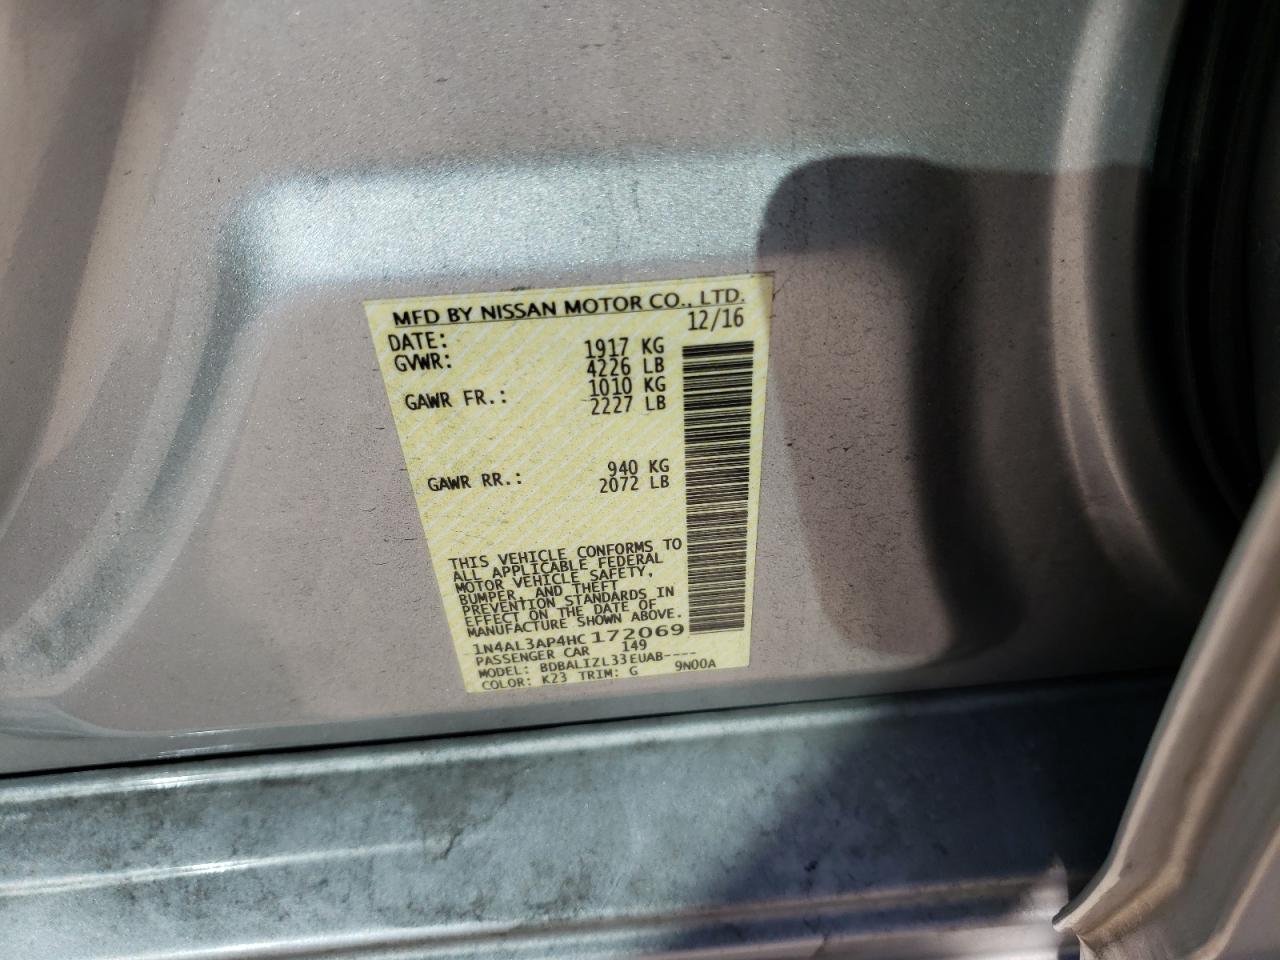 MFD BY NISSAN MOTOR CO., LTD.
DATE: 12/16
GVWR: 1917 KG
4226 LB
GAWR FR.: 1010 KG
2227 LB
GAWR RR.: 940 KG
2072 LB
THIS VEHICLE CONFORMS TO
ALL APPLICABLE FEDERAL
MOTOR VEHICLE SAFETY,
BUMPER, AND THEFT
PREVENTION STANDARDS IN
EFFECT ON THE DATE OF
MANUFACTURE SHOWN ABOVE.
1N4AL3AP4HC172069
PASSENGER CAR 149
MODEL: BDBALIZL33EUAB----
COLOR: K23 TRIM: G 9N00A